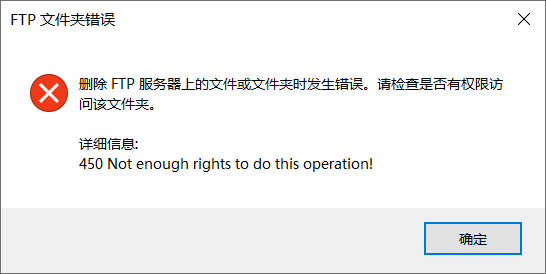 FTP 文件夹错误
删除 FTP 服务器上的文件或文件夹时发生错误。请检查是否有权限访
问该文件夹。
详细信息:
450 Not enough rights to do this operation!
确定